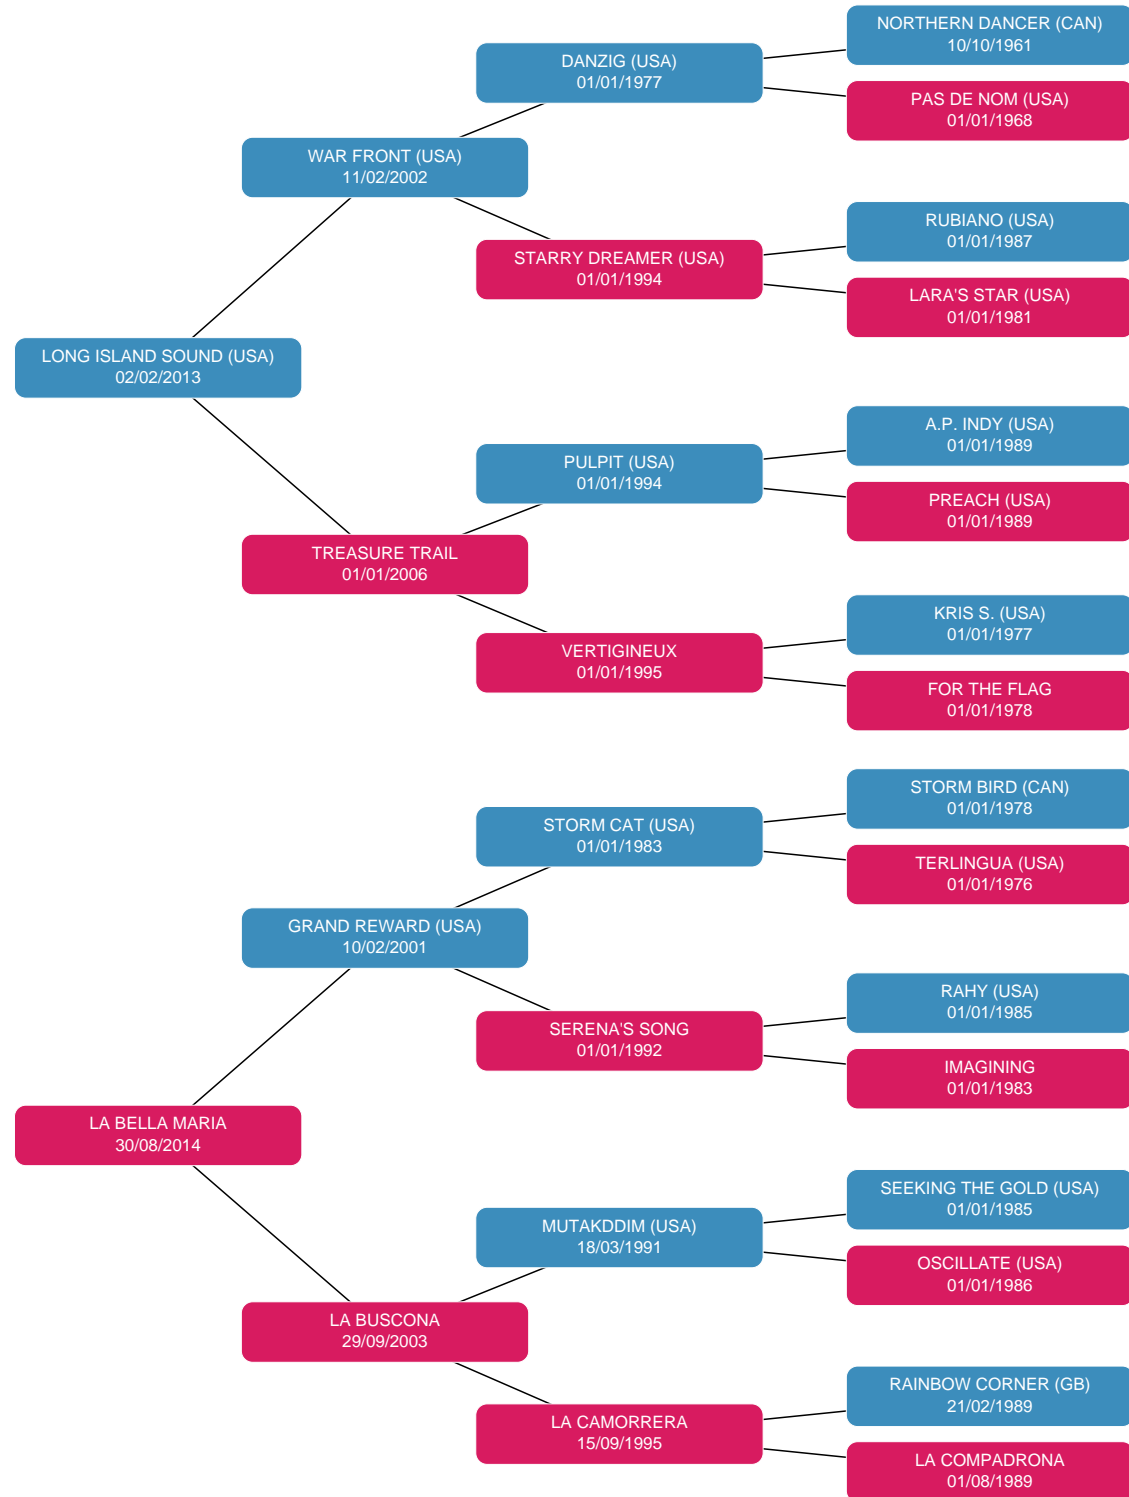 NORTHERN DANCER (CAN)
10/10/1961
DANZIG (USA)
01/01/1977
PAS DE NOM (USA)
01/01/1968
WAR FRONT (USA)
11/02/2002
RUBIANO (USA)
01/01/1987
STARRY DREAMER (USA)
01/01/1994
LARA'S STAR (USA)
01/01/1981
LONG ISLAND SOUND (USA)
02/02/2013
A.P. INDY (USA)
01/01/1989
PULPIT (USA)
01/01/1994
PREACH (USA)
01/01/1989
TREASURE TRAIL
01/01/2006
KRIS S. (USA)
01/01/1977
VERTIGINEUX
01/01/1995
FOR THE FLAG
01/01/1978
STORM BIRD (CAN)
01/01/1978
STORM CAT (USA)
01/01/1983
TERLINGUA (USA)
01/01/1976
GRAND REWARD (USA)
10/02/2001
RAHY (USA)
01/01/1985
SERENA'S SONG
01/01/1992
IMAGINING
01/01/1983
LA BELLA MARIA
30/08/2014
SEEKING THE GOLD (USA)
01/01/1985
MUTAKDDIM (USA)
18/03/1991
OSCILLATE (USA)
01/01/1986
LA BUSCONA
29/09/2003
RAINBOW CORNER (GB)
21/02/1989
LA CAMORRERA
15/09/1995
LA COMPADRONA
01/08/1989